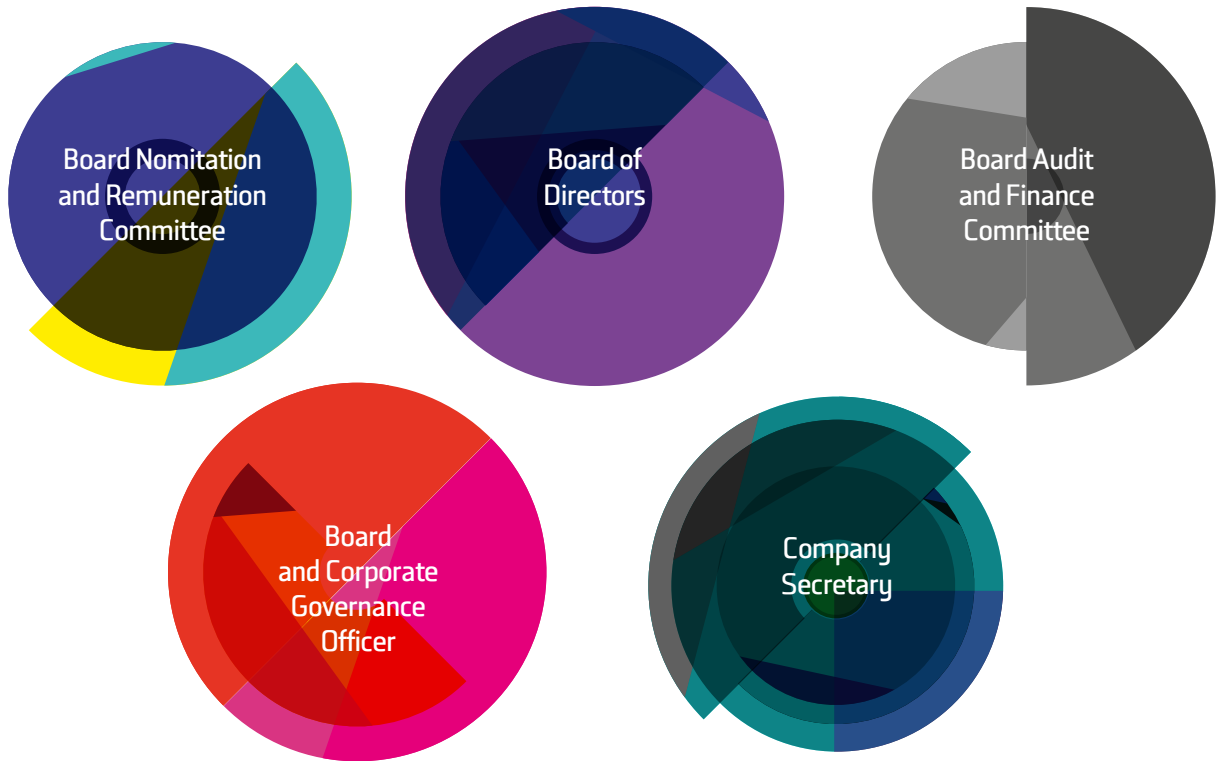 Board Nomitation
and Remuneration
Committee
Board of
Directors
Board Audit
and Finance
Committee
Board
and Corporate
Governance
Officer
Company
Secretary